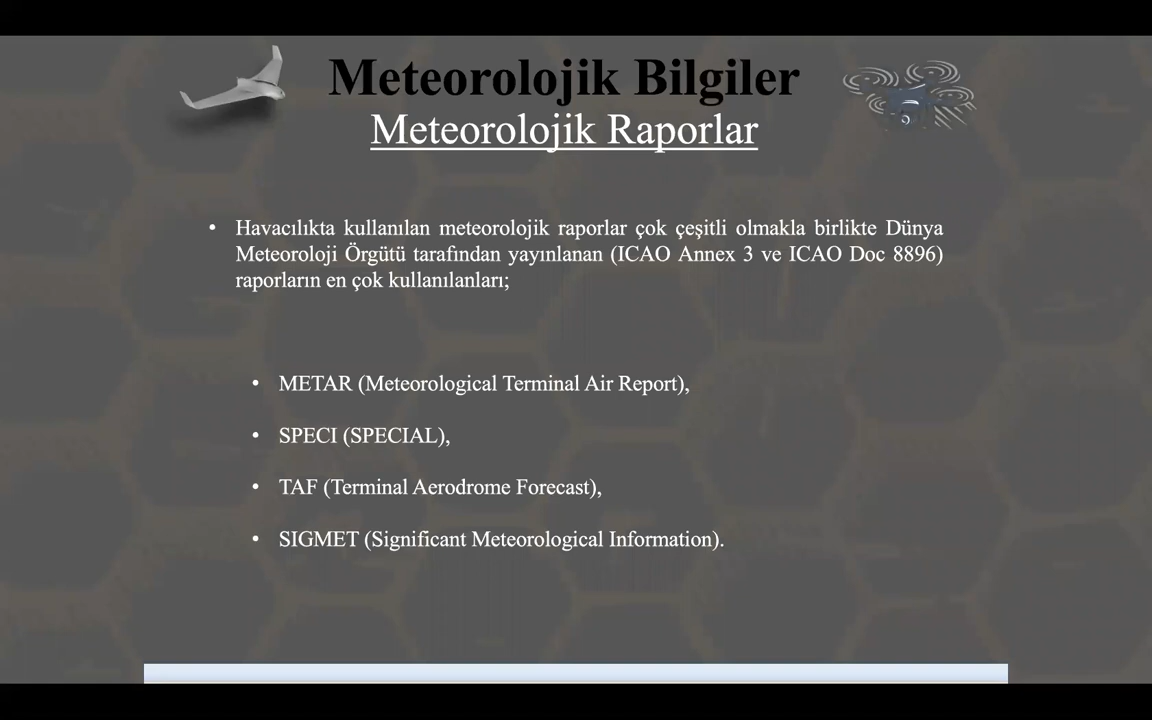 Meteorolojik Bilgiler
Meteorolojik Raporlar
• Havacılıkta kullanılan meteorolojik raporlar çok çeşitli olmakla birlikte Dünya
Meteoroloji Örgütü tarafından yayınlanan (ICAO Annex 3 ve ICAO Doc 8896)
raporların en çok kullanılanları;
• METAR (Meteorological Terminal Air Report),
• SPECI (SPECIAL),
• TAF (Terminal Aerodrome Forecast),
• SIGMET (Significant Meteorological Information).